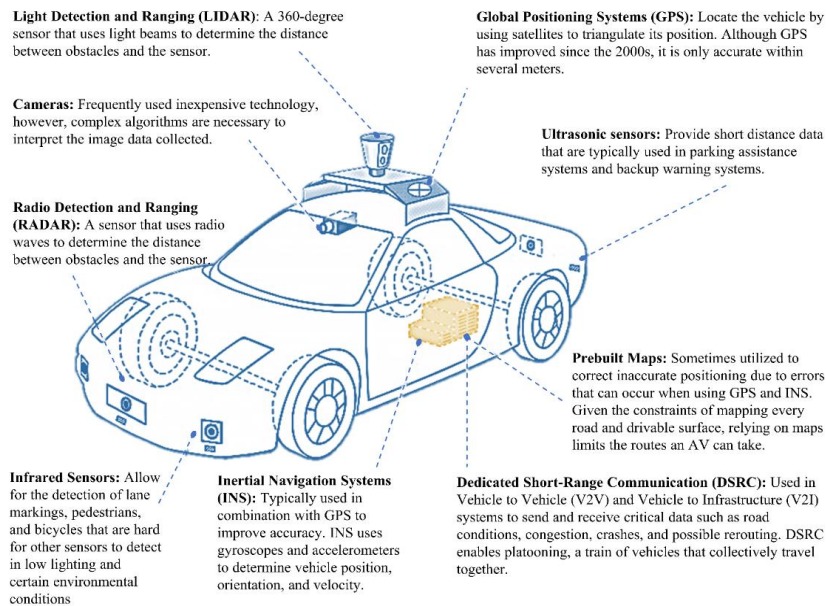 Light Detection and Ranging (LIDAR): A 360-degree
sensor that uses light beams to determine the distance
between obstacles and the sensor.
Global Positioning Systems (GPS): Locate the vehicle by
using satellites to triangulate its position. Although GPS
has improved since the 2000s, it is only accurate within
several meters.
Cameras: Frequently used inexpensive technology,
however, complex algorithms are necessary to
interpret the image data collected.
Ultrasonic sensors: Provide short distance data
that are typically used in parking assistance
systems and backup warning systems.
Radio Detection and Ranging
(RADAR): A sensor that uses radio
waves to determine the distance
between obstacles and the sensor.
Prebuilt Maps: Sometimes utilized to
correct inaccurate positioning due to errors
that can occur when using GPS and INS.
Given the constraints of mapping every
road and drivable surface, relying on maps
limits the routes an AV can take.
Infrared Sensors: Allow
for the detection of lane
markings, pedestrians,
and bicycles that are hard
for other sensors to detect
in low lighting and
certain environmental
conditions
Inertial Navigation Systems
(INS): Typically used in
combination with GPS to
improve accuracy. INS uses
gyroscopes and accelerometers
to determine vehicle position,
orientation, and velocity.
Dedicated Short-Range Communication (DSRC): Used in
Vehicle to Vehicle (V2V) and Vehicle to Infrastructure (V2I)
systems to send and receive critical data such as road
conditions, congestion, crashes, and possible rerouting. DSRC
enables platooning, a train of vehicles that collectively travel
together.